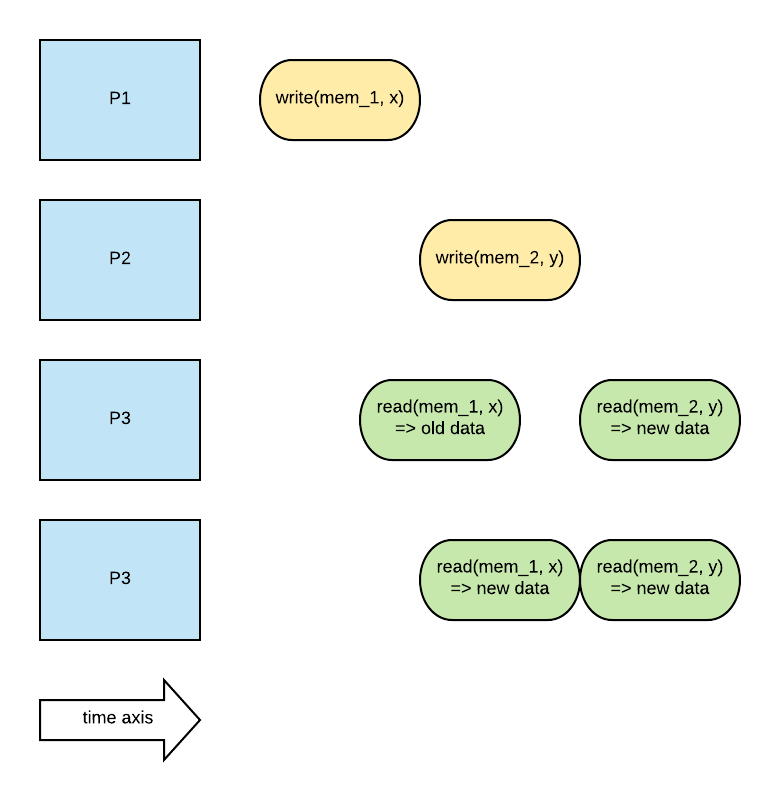 P1
write(mem_1, x)
P2
write(mem_2, y)
P3
read(mem_1, x)
=> old data
read(mem_2, y)
=> new data
P3
read(mem_1, x)
=> new data
read(mem_2, y)
=> new data
time axis